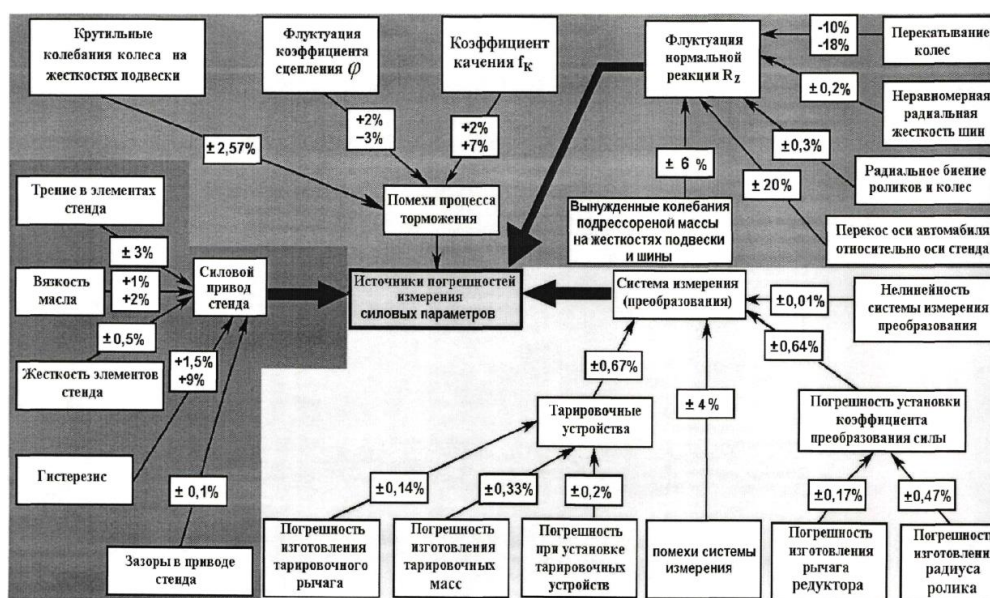 Крутильные
колебания колеса на
жесткостях подвески
Флуктуация
коэффициента
сцепления φ
Коэффициент
качения fк
Флуктуация
нормальной
реакции Rz
-10%
-18%
Перекатывание
колес
±0,2%
Неравномерная
радиальная
жесткость шин
+2%
−3%
+2%
+7%
± 2,57%
±0,3%
± 6 %
Радиальное биение
роликов и колес
± 20%
Трение в элементах
стенда
Помехи процесса
торможения
Вынужденные колебания
подрессореной массы
на жесткостях подвески
и шины
Перекос оси автомабиля
относительно оси стенда
± 3%
Вязкость
масла
+1%
+2%
Силовой
привод
стенда
Источники погрешностей
измерения
силовых параметров
Система измерения
(преобразования)
±0,01%
Нелинейность
системы измерения
преобразования
± 0,5%
±0,64%
Жесткость элементов
стенда
+1,5%
+9%
±0,67%
± 4%
Тарировочные
устройства
Погрешность установки
коэффициента
преобразования силы
Гистерезис
± 0,1%
±0,14%
±0,33%
±0,2%
±0,17%
±0,47%
Зазоры в приводе
стенда
Погрешность
изготовления
тарировочного
рычага
Погрешность
изготовления
тарировочных
масс
Погрешность
при установке
тарировочных
устройств
помехи системы
измерения
Погрешность
изготовления
рычага
редуктора
Погрешность
изготовления
радиуса
ролика